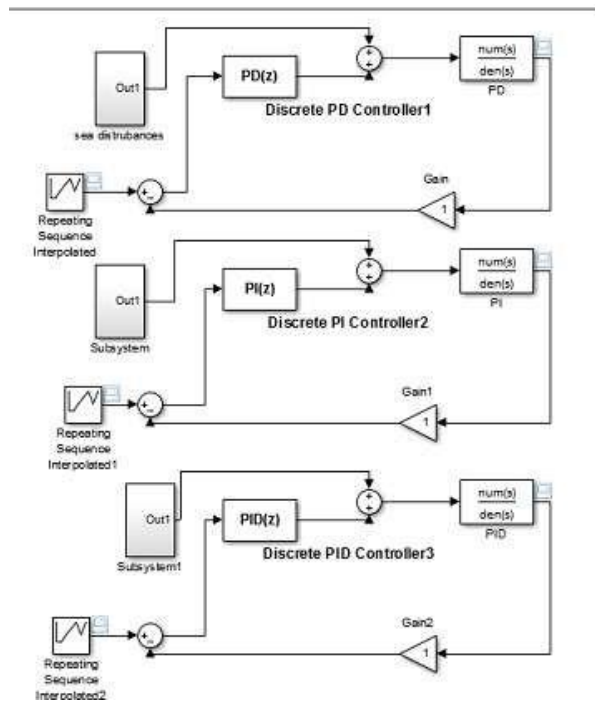 Out1
sea distrubances
PD(z)
Discrete PD Controller1
+
+
num(s)
den(s)
PD
Gain
1
+
−
Repeating
Sequence
Interpolated
Out1
Subsystem
PI(z)
Discrete PI Controller2
+
+
num(s)
den(s)
PI
Gain1
1
+
−
Repeating
Sequence
Interpolated1
Out1
Subsystem1
PID(z)
Discrete PID Controller3
+
+
num(s)
den(s)
PID
Gain2
1
+
−
Repeating
Sequence
Interpolated2